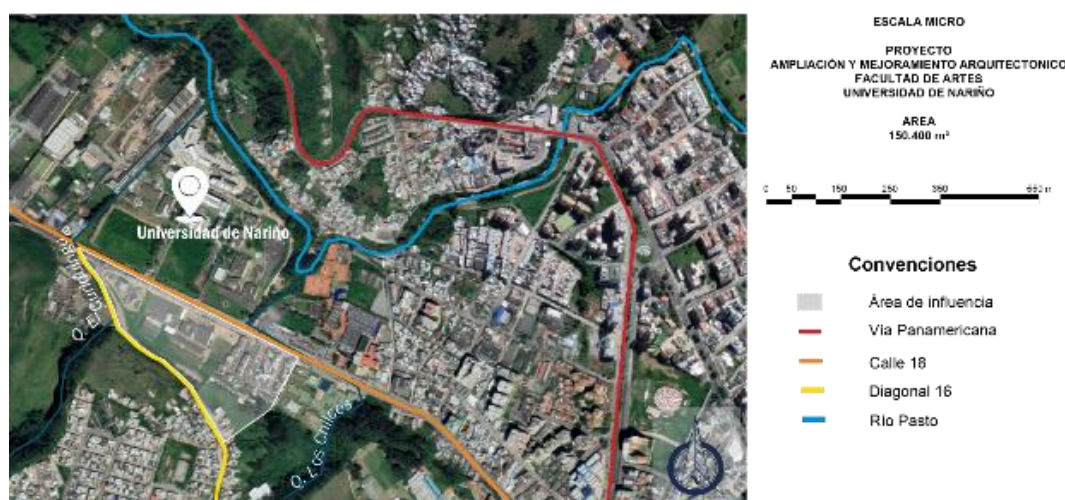 ESCALA MICRO
PROYECTO
AMPLIACIÓN Y MEJORAMIENTO ARQUITECTONICO
FACULTAD DE ARTES
UNIVERSIDAD DE NARIÑO
AREA
150.400 m²
0 50 150 250 350 550 m
Convenciones
Área de influencia
Vía Panamericana
Calle 18
Diagonal 16
Río Pasto
Universidad de Nariño
Q.
Q. Los Chilcos